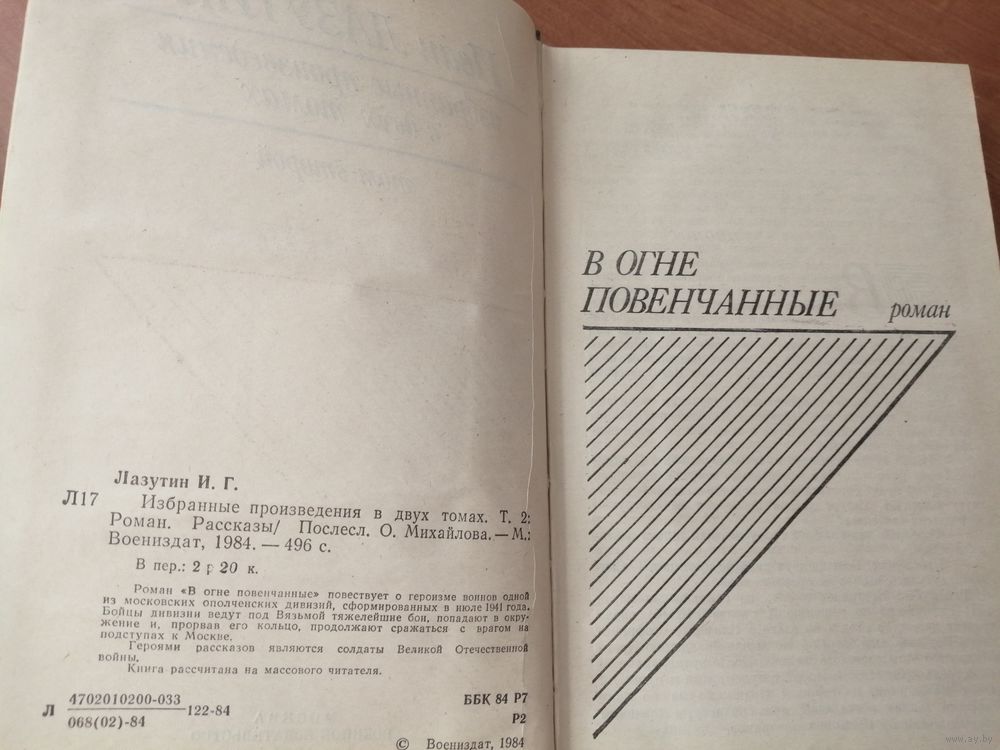 Лазутин И. Г.
Л17
Избранные произведения в двух томах. Т. 2:
Роман. Рассказы/ Послесл. О. Михайлова. — М.:
Воениздат, 1984. — 496 с.
В пер.: 2 р 20 к.
Роман «В огне повенчанные» повествует о героизме воинов одной
из московских ополченских дивизий, сформированных в июле 1941 года.
Бойцы дивизии ведут под Вязьмой тяжелейшие бои, попадают в окру-
жение и, прорвав его кольцо, продолжают сражаться с врагом на
подступах к Москве.
Героями рассказов являются солдаты Великой Отечественной
войны.
Книга рассчитана на массового читателя.
Л 4702010200-033
068(02)-84
122-84
ББК 84 Р7
Р2
© Воениздат, 1984
В ОГНЕ
ПОВЕНЧАННЫЕ роман
www.ay.by